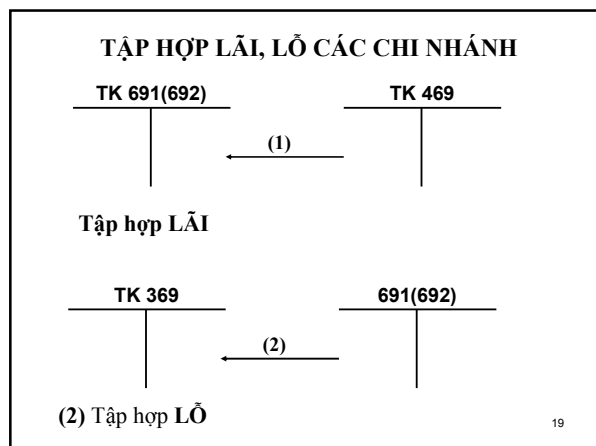 TẬP HỢP LÃI, LỖ CÁC CHI NHÁNH
TK 691(692) TK 469
(1)
Tập hợp LÃI
TK 369 691(692)
(2)
(2) Tập hợp LỖ
19